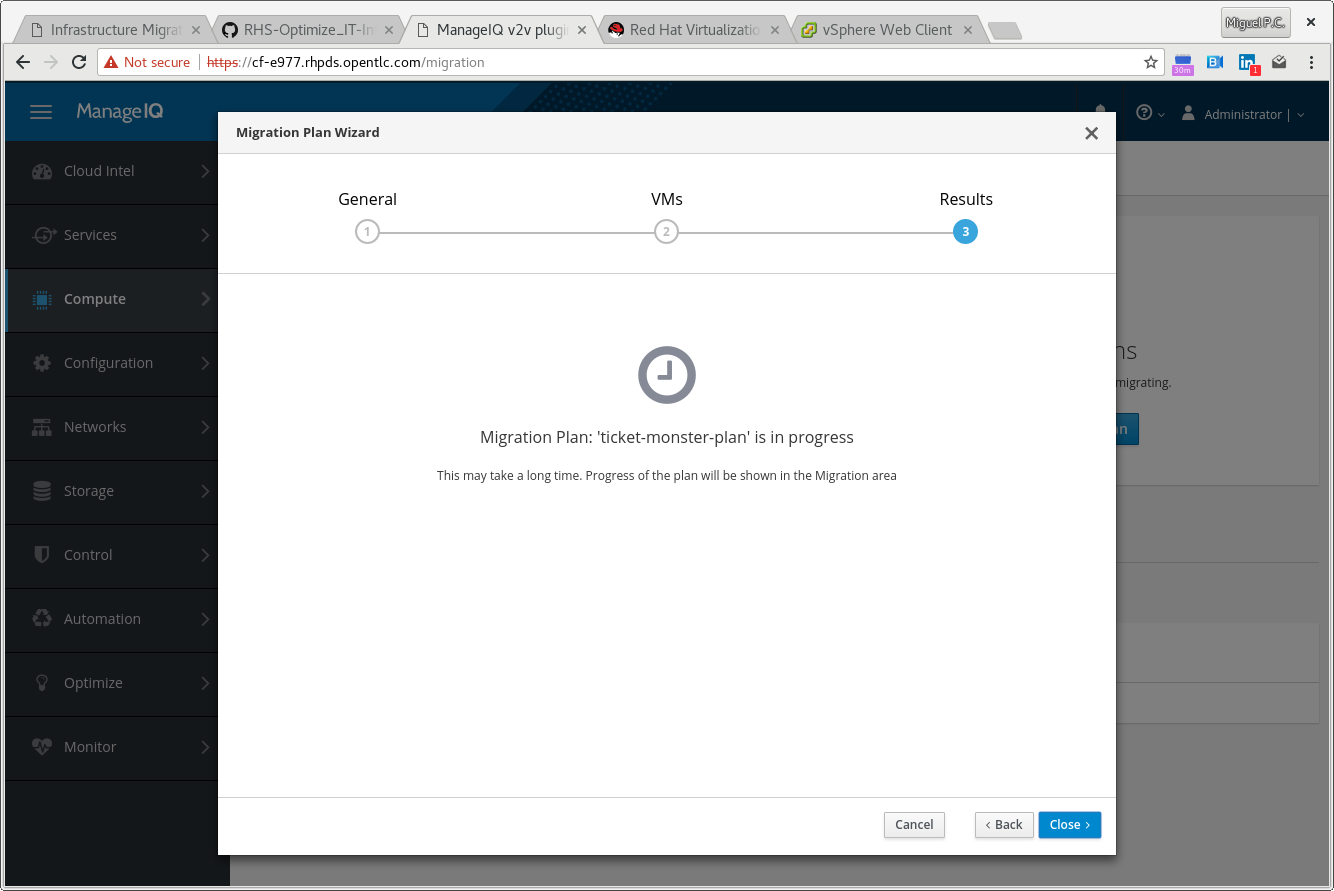 Infrastructure Migrat
RHS-Optimize_IT-In
ManageIQ v2v plugi
Red Hat Virtualizatio
vSphere Web Client
Miguel P.C.
Not secure
https://cf-e977.rhpds.opentlc.com/migration
30m
B
in
1
ManageIQ
Administrator |
Cloud Intel
Services
Compute
Configuration
Networks
Storage
Control
Automation
Optimize
Monitor
Migration Plan Wizard
General
VMs
Results
1
2
3
Migration Plan: 'ticket-monster-plan' is in progress
This may take a long time. Progress of the plan will be shown in the Migration area
ns
migrating.
n
Cancel
‹ Back
Close ›